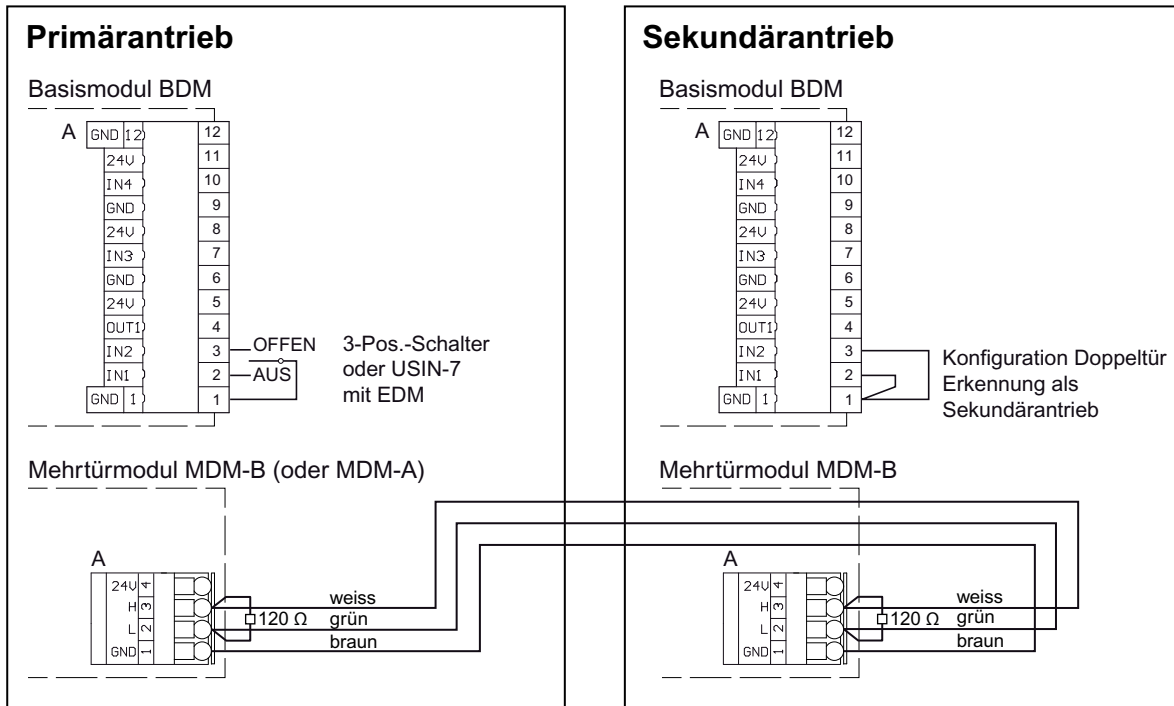 Primärantrieb
Basismodul BDM
A
GND 12 12
24V 11
IN4 10
GND 9
24V 8
IN3 7
GND 6
24V 5
OUT1 4
IN2 3
IN1 2
GND 1 1
OFFEN
AUS
3-Pos.-Schalter
oder USIN-7
mit EDM
Mehrtürmodul MDM-B (oder MDM-A)
A
24V 4
H 3
L 2
GND 1
120 Ω
weiss
grün
braun
Sekundärantrieb
Basismodul BDM
A
GND 12 12
24V 11
IN4 10
GND 9
24V 8
IN3 7
GND 6
24V 5
OUT1 4
IN2 3
IN1 2
GND 1 1
Konfiguration Doppeltür
Erkennung als
Sekundärantrieb
Mehrtürmodul MDM-B
A
24V 4
H 3
L 2
GND 1
120 Ω
weiss
grün
braun